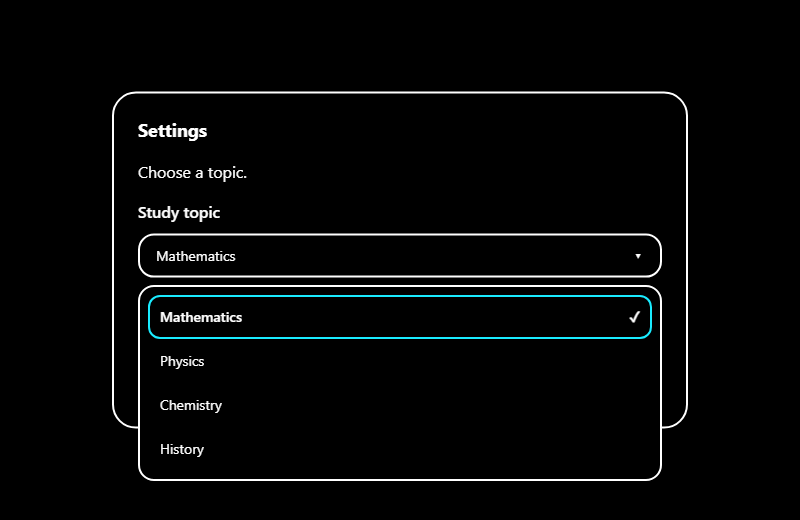 Settings
Choose a topic.
Study topic
Mathematics
Mathematics
Physics
Chemistry
History